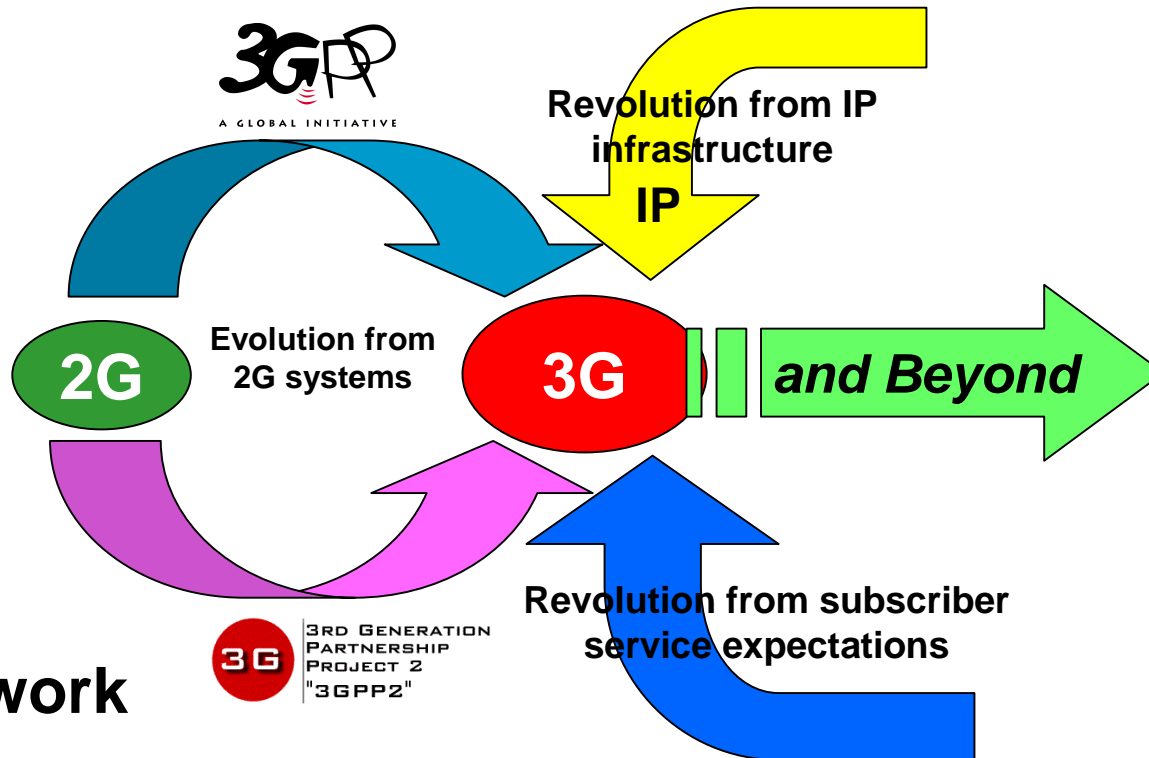 3GPP
A GLOBAL INITIATIVE
Revolution from IP
infrastructure
IP
2G
Evolution from
2G systems
3G
and Beyond
Revolution from subscriber
service expectations
3G
3RD GENERATION
PARTNERSHIP
PROJECT 2
"3GPP2"
work